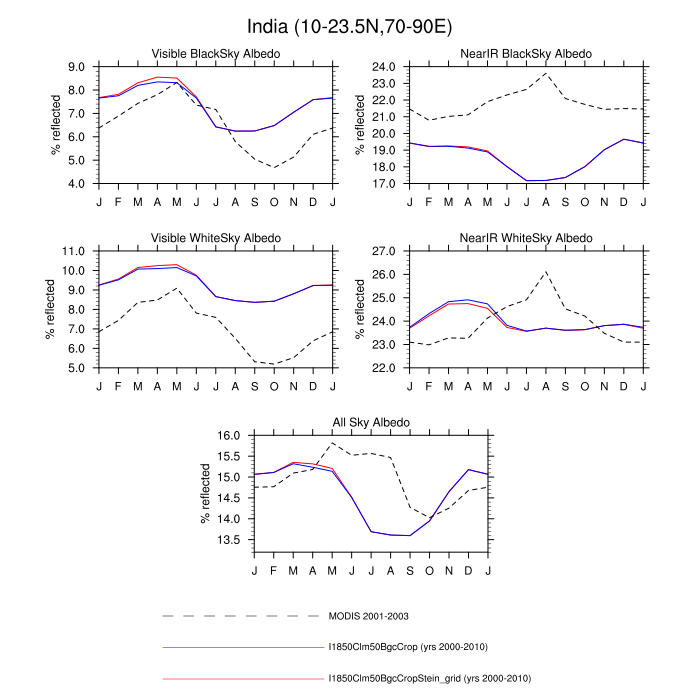 India (10-23.5N,70-90E)
Visible BlackSky Albedo
% reflected
9.0
8.0
7.0
6.0
5.0
4.0
J F M A M J J A S O N D J
NearIR BlackSky Albedo
% reflected
24.0
23.0
22.0
21.0
20.0
19.0
18.0
17.0
J F M A M J J A S O N D J
Visible WhiteSky Albedo
% reflected
11.0
10.0
9.0
8.0
7.0
6.0
5.0
J F M A M J J A S O N D J
NearIR WhiteSky Albedo
% reflected
27.0
26.0
25.0
24.0
23.0
22.0
J F M A M J J A S O N D J
All Sky Albedo
% reflected
16.0
15.5
15.0
14.5
14.0
13.5
J F M A M J J A S O N D J
MODIS 2001-2003
I1850Clm50BgcCrop (yrs 2000-2010)
I1850Clm50BgcCropStein_grid (yrs 2000-2010)